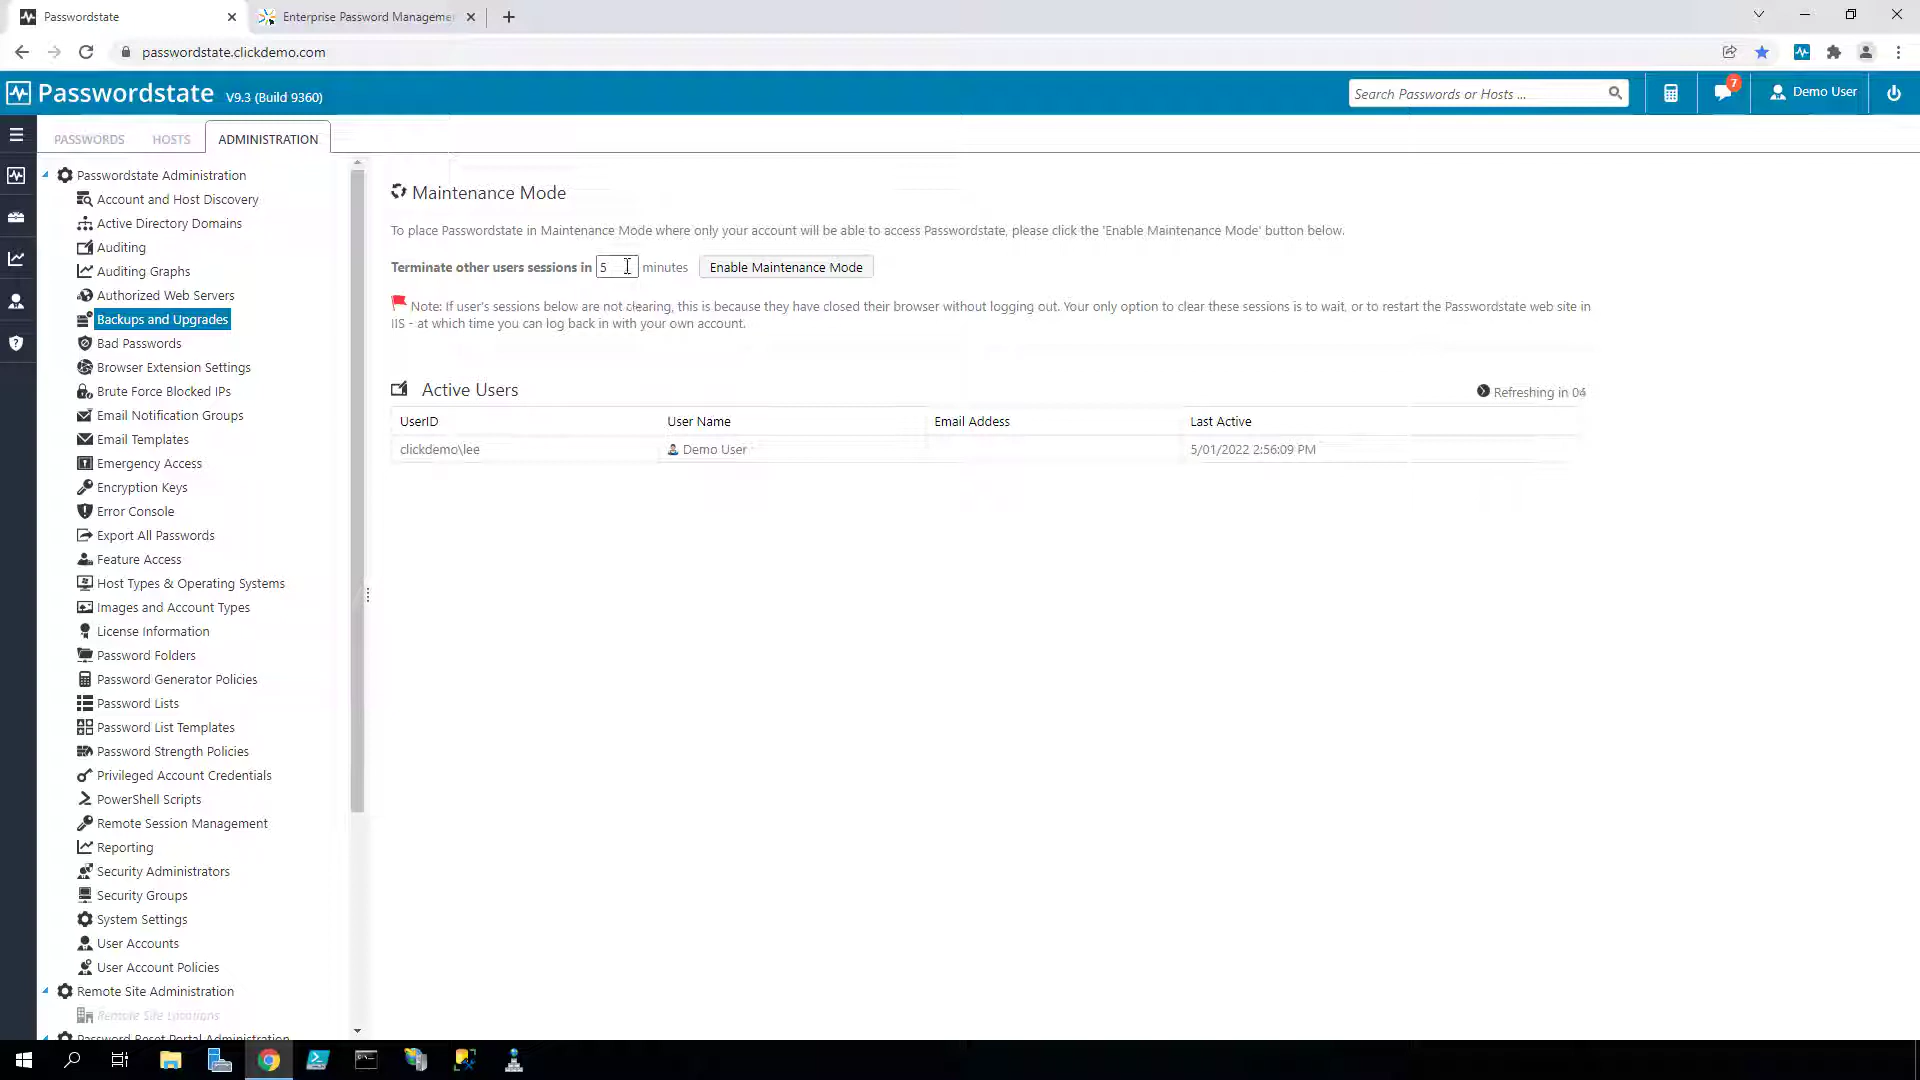 Passwordstate
Enterprise Password Manageme
passwordstate.clickdemo.com
Passwordstate V9.3 (Build 9360)
Search Passwords or Hosts ...
7
Demo User
PASSWORDS
HOSTS
ADMINISTRATION
Passwordstate Administration
Account and Host Discovery
Active Directory Domains
Auditing
Auditing Graphs
Authorized Web Servers
Backups and Upgrades
Bad Passwords
Browser Extension Settings
Brute Force Blocked IPs
Email Notification Groups
Email Templates
Emergency Access
Encryption Keys
Error Console
Export All Passwords
Feature Access
Host Types & Operating Systems
Images and Account Types
License Information
Password Folders
Password Generator Policies
Password Lists
Password List Templates
Password Strength Policies
Privileged Account Credentials
PowerShell Scripts
Remote Session Management
Reporting
Security Administrators
Security Groups
System Settings
User Accounts
User Account Policies
Remote Site Administration
Remote Site Locations
Password Reset Portal Administration
Maintenance Mode
To place Passwordstate in Maintenance Mode where only your account will be able to access Passwordstate, please click the 'Enable Maintenance Mode' button below.
Terminate other users sessions in 5 minutes Enable Maintenance Mode
Note: If user's sessions below are not clearing, this is because they have closed their browser without logging out. Your only option to clear these sessions is to wait, or to restart the Passwordstate web site in
IIS - at which time you can log back in with your own account.
Active Users
Refreshing in 04
UserID User Name Email Addess Last Active
clickdemo\lee Demo User 5/01/2022 2:56:09 PM